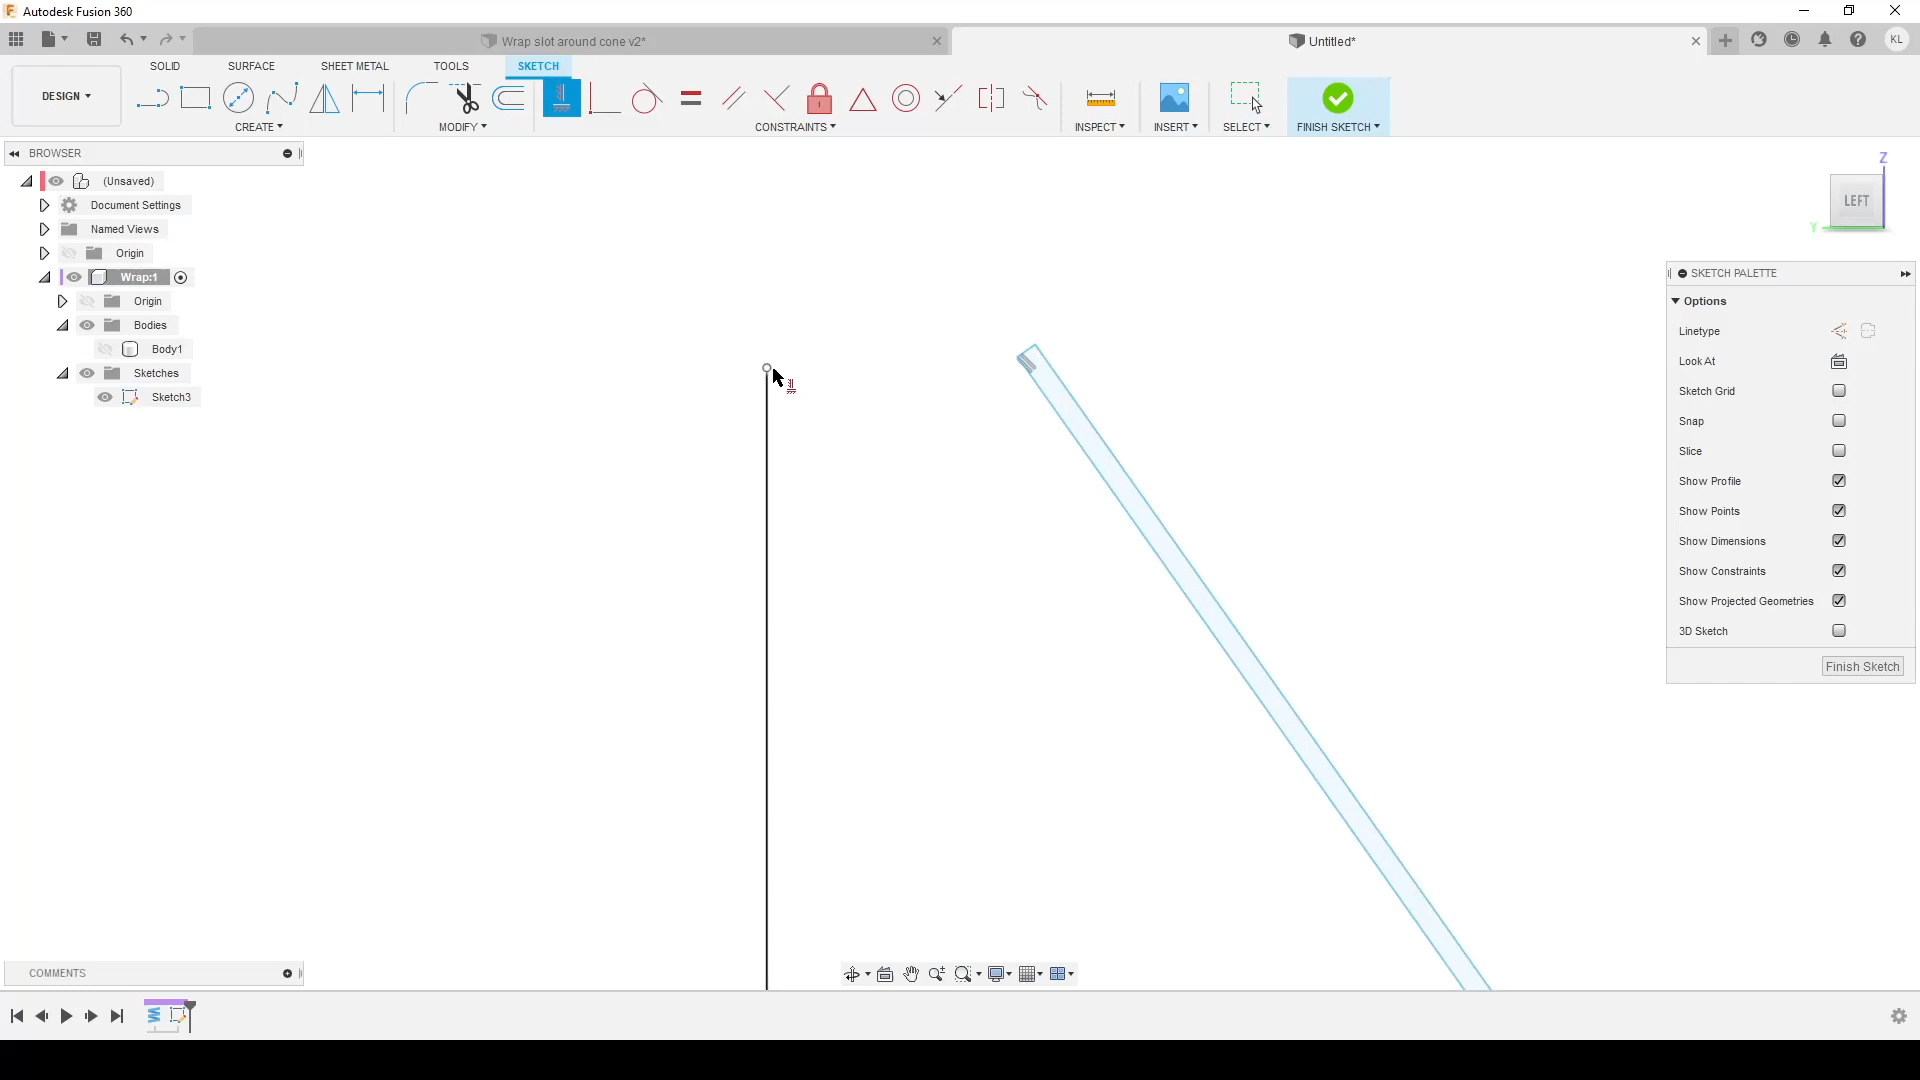 Autodesk Fusion 360
Wrap slot around cone v2*
Untitled*
KL
DESIGN
SOLID
SURFACE
SHEET METAL
TOOLS
SKETCH
CREATE
MODIFY
CONSTRAINTS
INSPECT
INSERT
SELECT
FINISH SKETCH
BROWSER
(Unsaved)
Document Settings
Named Views
Origin
Wrap:1
Origin
Bodies
Body1
Sketches
Sketch3
Z
LEFT
Y
SKETCH PALETTE
Options
Linetype
Look At
Sketch Grid
Snap
Slice
Show Profile
Show Points
Show Dimensions
Show Constraints
Show Projected Geometries
3D Sketch
Finish Sketch
COMMENTS